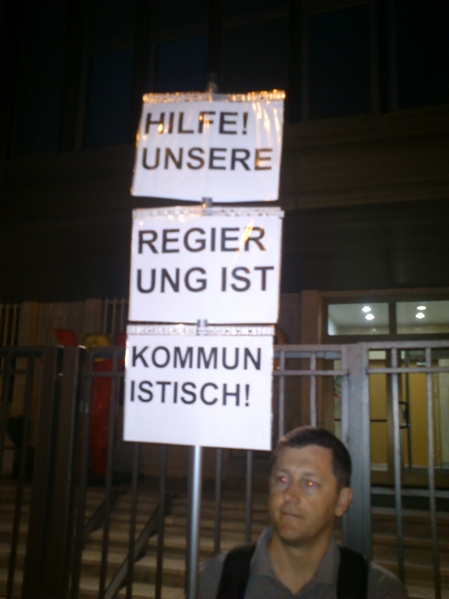 HILFE!
UNSERE
REGIER
UNG IST
KOMMUN
ISTISCH!